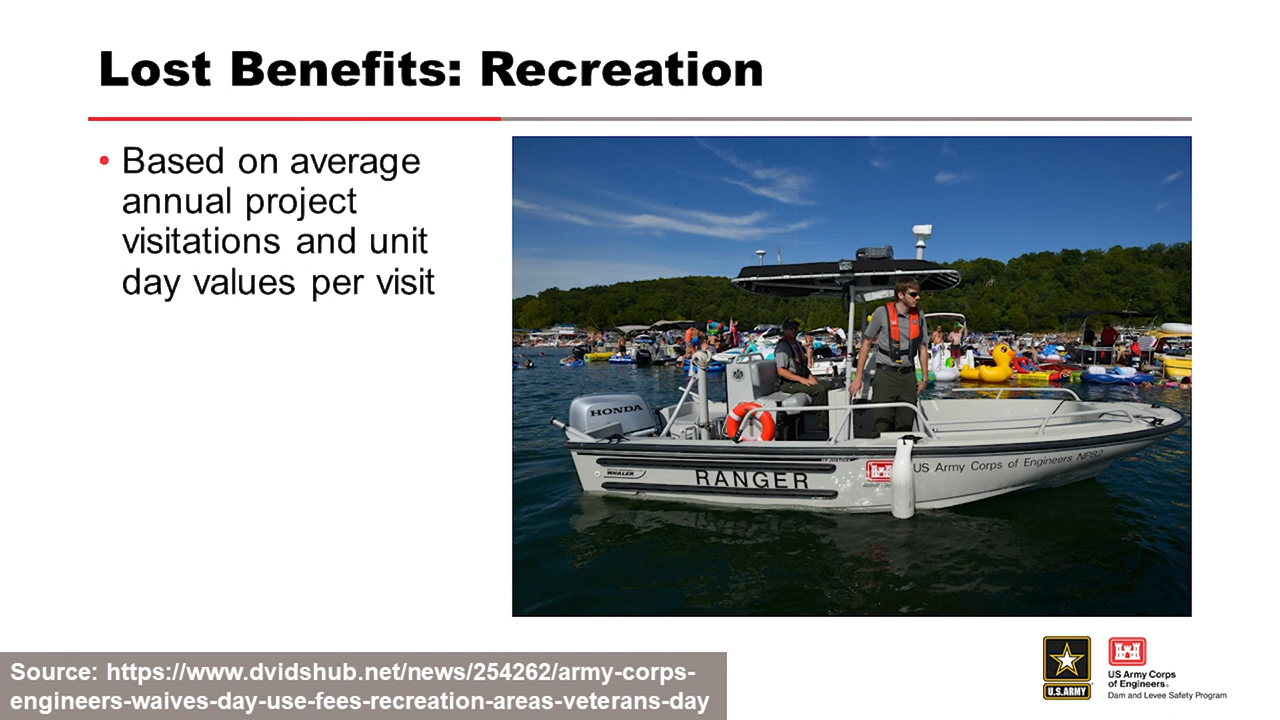 Lost Benefits: Recreation
• Based on average
annual project
visitations and unit
day values per visit
HONDA
WHALER
RANGER
US Army Corps of Engineers NP82
Source: https://www.dvidshub.net/news/254262/army-corps-
engineers-waives-day-use-fees-recreation-areas-veterans-day
U.S.ARMY
US Army Corps
of Engineers®
Dam and Levee Safety Program